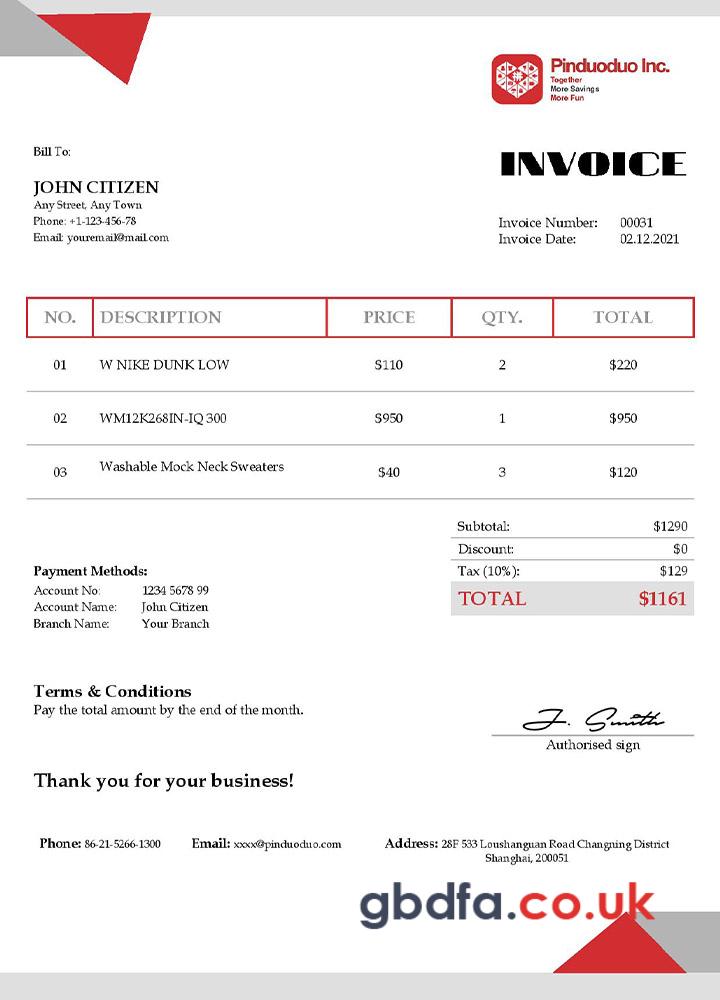 Pinduoduo Inc.
Together
More Savings
More Fun
Bill To:
INVOICE
JOHN CITIZEN
Any Street, Any Town
Phone: +1-123-456-78
Email: youremail@mail.com
Invoice Number: 00031
Invoice Date: 02.12.2021
NO. DESCRIPTION PRICE QTY. TOTAL
01 W NIKE DUNK LOW $110 2 $220
02 WM12K268IN-IQ 300 $950 1 $950
03 Washable Mock Neck Sweaters $40 3 $120
Subtotal: $1290
Discount: $0
Tax (10%): $129
TOTAL $1161
Payment Methods:
Account No: 1234 5678 99
Account Name: John Citizen
Branch Name: Your Branch
Terms & Conditions
Pay the total amount by the end of the month.
J. Smith
Authorised sign
Thank you for your business!
Phone: 86-21-5266-1300 Email: xxxx@pinduoduo.com Address: 28F 533 Loushanguan Road Changning District
Shanghai, 200051
gbdfa.co.uk